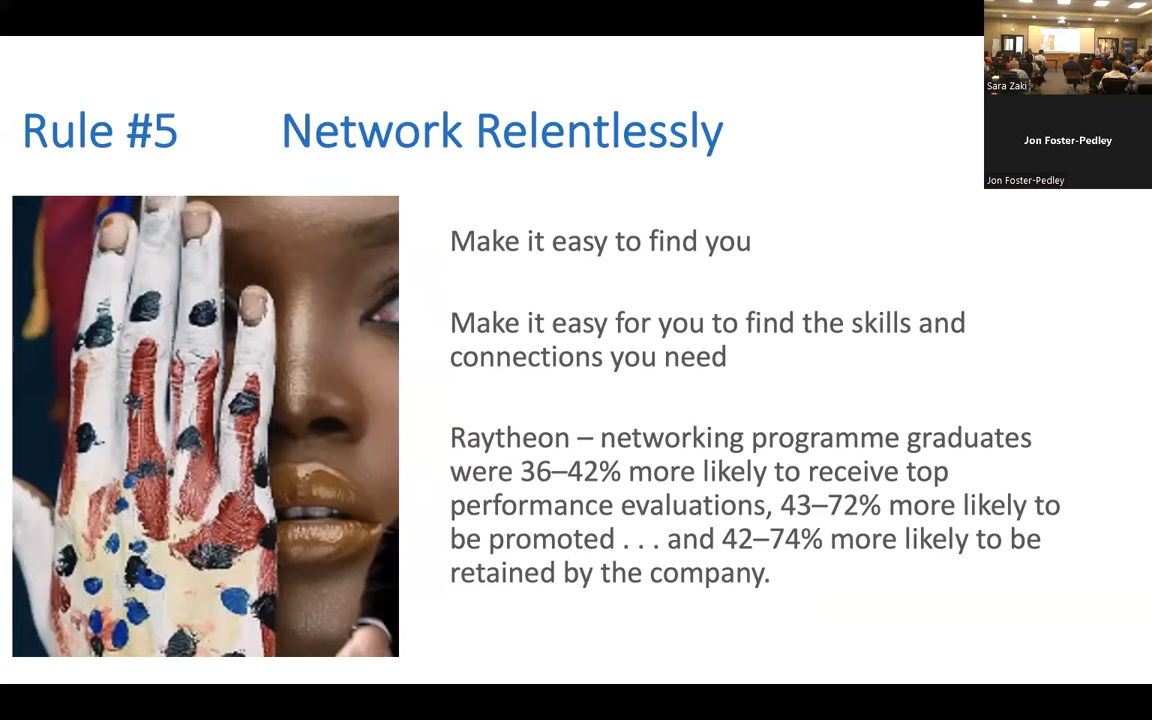 Rule #5 Network Relentlessly
Make it easy to find you
Make it easy for you to find the skills and
connections you need
Raytheon – networking programme graduates
were 36–42% more likely to receive top
performance evaluations, 43–72% more likely to
be promoted . . . and 42–74% more likely to be
retained by the company.
Sara Zaki
Jon Foster-Pedley
Jon Foster-Pedley